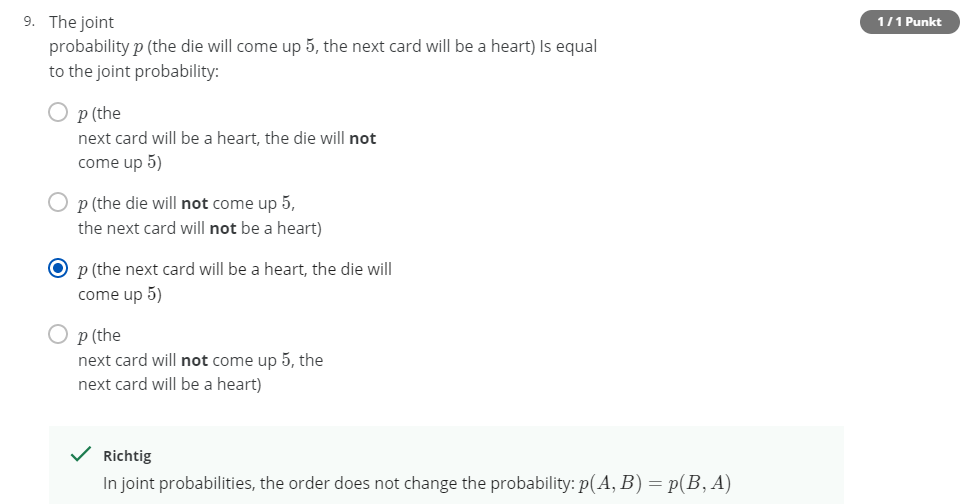 9. The joint
1 / 1 Punkt
probability p (the die will come up 5, the next card will be a heart) Is equal
to the joint probability:
p (the
next card will be a heart, the die will not
come up 5)
p (the die will not come up 5,
the next card will not be a heart)
p (the next card will be a heart, the die will
come up 5)
p (the
next card will not come up 5, the
next card will be a heart)
Richtig
In joint probabilities, the order does not change the probability: p(A, B) = p(B, A)